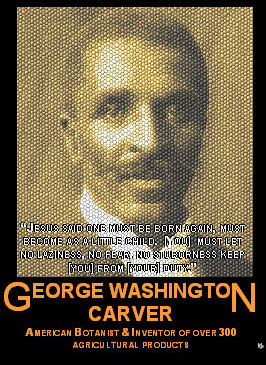 "JESUS SAID ONE MUST BE BORN AGAIN, MUST
BECOME AS A LITTLE CHILD. [YOU] MUST LET
NO LAZINESS, NO FEAR, NO STUBORNESS KEEP
[YOU] FROM [YOUR] DUTY."
GEORGE WASHINGTON
CARVER
AMERICAN BOTANIST & INVENTOR OF OVER 300
AGRICULTURAL PRODUCTS